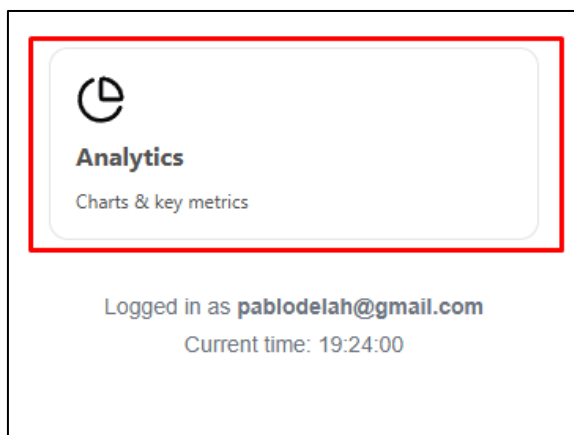 Analytics
Charts & key metrics
Logged in as pablodelah@gmail.com
Current time: 19:24:00